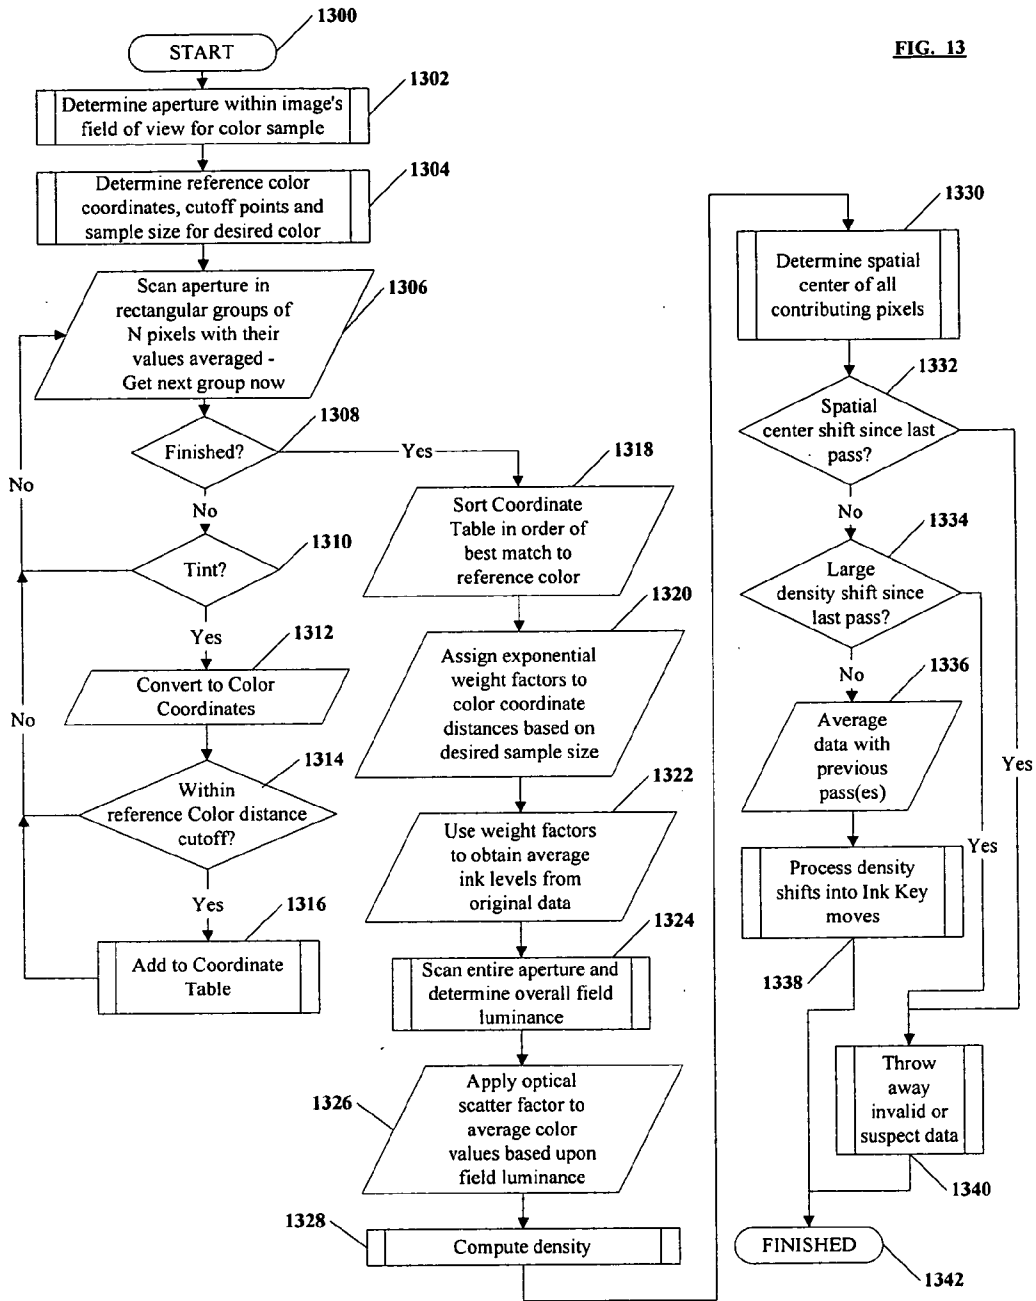 1300
START
FIG. 13
1302
Determine aperture within image's
field of view for color sample
1304
Determine reference color
coordinates, cutoff points and
sample size for desired color
1306
Scan aperture in
rectangular groups of
N pixels with their
values averaged -
Get next group now
1308
Finished?
Yes
No
No
1310
Tint?
Yes
1312
Convert to Color
Coordinates
No
1314
Within
reference Color distance
cutoff?
Yes
1316
Add to Coordinate
Table
1318
Sort Coordinate
Table in order of
best match to
reference color
1320
Assign exponential
weight factors to
color coordinate
distances based on
desired sample size
1322
Use weight factors
to obtain average
ink levels from
original data
1324
Scan entire aperture and
determine overall field
luminance
1326
Apply optical
scatter factor to
average color
values based upon
field luminance
1328
Compute density
1330
Determine spatial
center of all
contributing pixels
1332
Spatial
center shift since last
pass?
No
1334
Large
density shift since
last pass?
No
1336
Average
data with
previous
pass(es)
Yes
Yes
Process density
shifts into Ink Key
moves
1338
Throw
away
invalid or
suspect data
1340
FINISHED
1342